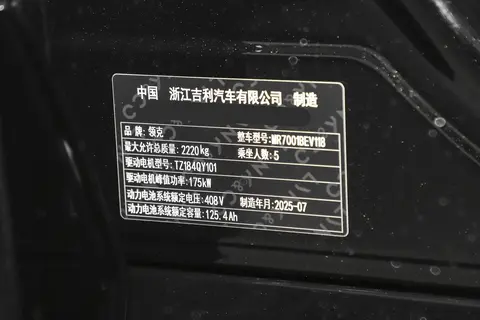 中国 浙江吉利汽车有限公司 制造
品 牌: 领克 整车型号: MR7001BEV118
最大允许总质量: 2220kg 乘坐人数: 5
驱动电机型号: TZ184QY101
驱动电机峰值功率: 175kW
动力电池系统额定电压: 408V 制造年月: 2025-07
动力电池系统额定容量: 125.4Ah